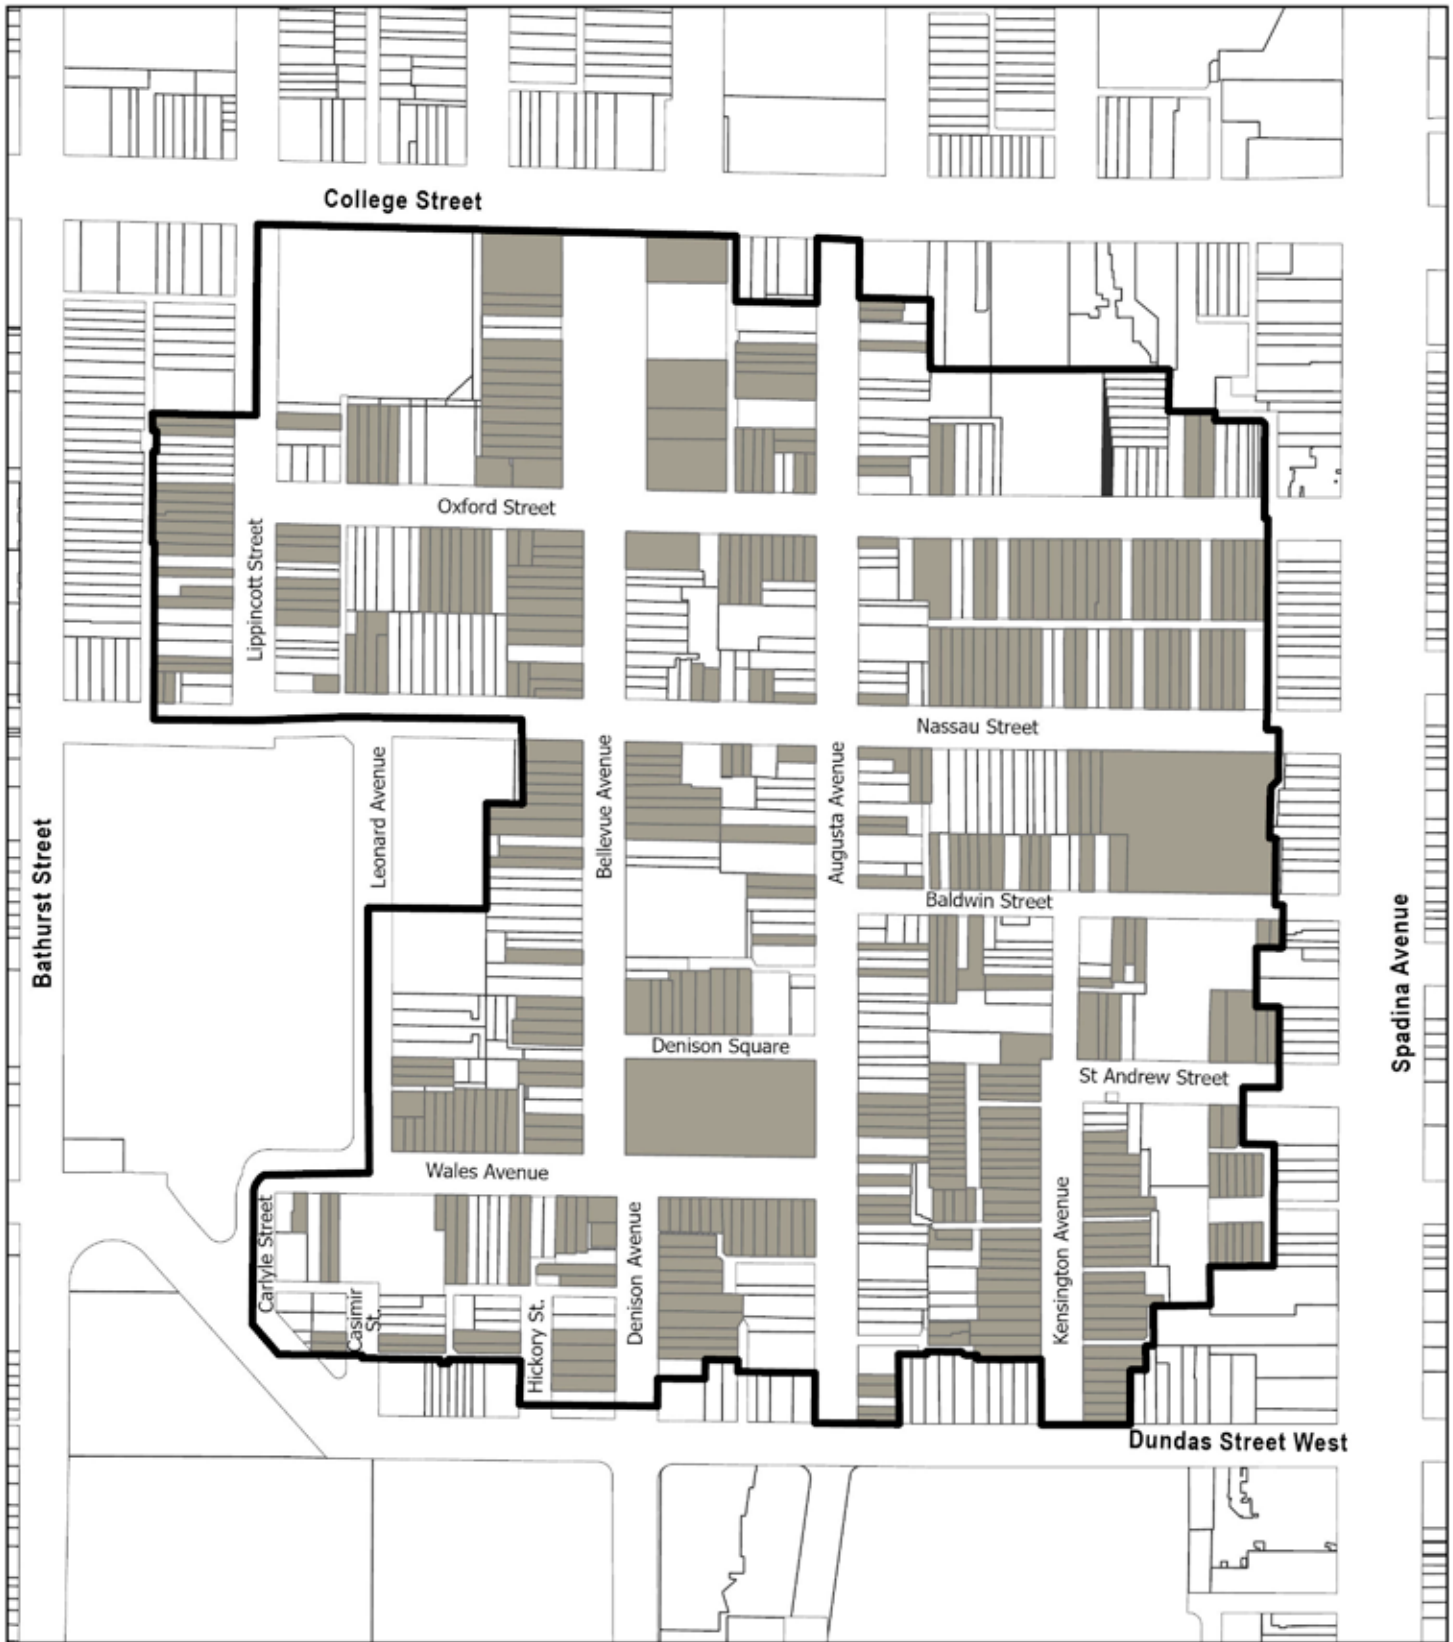 College Street
Oxford Street
Lippincott Street
Nassau Street
Leonard Avenue
Bellevue Avenue
Augusta Avenue
Bathurst Street
Baldwin Street
Spadina Avenue
Denison Square
St Andrew Street
Wales Avenue
Carlyle Street
Casimir
St.
Hickory St.
Denison Avenue
Kensington Avenue
Dundas Street West